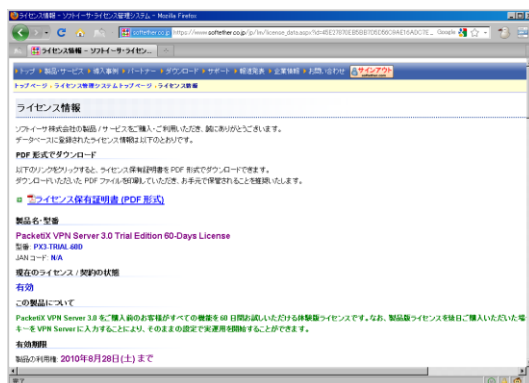 ライセンス情報 - ソフトイーサ・ライセンス管理システム - Mozilla Firefox
softether.co.jp https://www.softether.co.jp/jp/lm/license_data.aspx?id=
Google
ライセンス情報 - ソフトイーサ・ライセン...
トップ 製品・サービス 導入事例 パートナー ダウンロード サポート 報道発表 企業情報 お問い合わせ サインアウト
トップページ - ライセンス管理システムトップページ - ライセンス情報
ライセンス情報
ソフトイーサ株式会社の製品/サービスをご購入・ご利用いただき、誠にありがとうございます。
データベースに登録されたライセンス情報は以下のとおりです。
PDF 形式でダウンロード
以下のリンクをクリックすると、ライセンス保有証明書を PDF 形式でダウンロードできます。
ダウンロードいただいた PDF ファイルを印刷していただき、お手元で保管されることを推奨いたします。
ライセンス保有証明書 (PDF 形式)
製品名・型番
PacketiX VPN Server 3.0 Trial Edition 60-Days License
型番: PX3-TRIAL-60D
JAN コード: N/A
現在のライセンス / 契約の状態
有効
この製品について
PacketiX VPN Server 3.0 をご購入前のお客様がすべての機能を 60 日間お試しいただける体験版ライセンスです。なお、製品版ライセンスを後日ご購入いただいた場
キーを VPN Server に入力することにより、そのままの設定で実運用を開始することができます。
有効期限
製品の利用権: 2010年8月28日(土) まで
完了